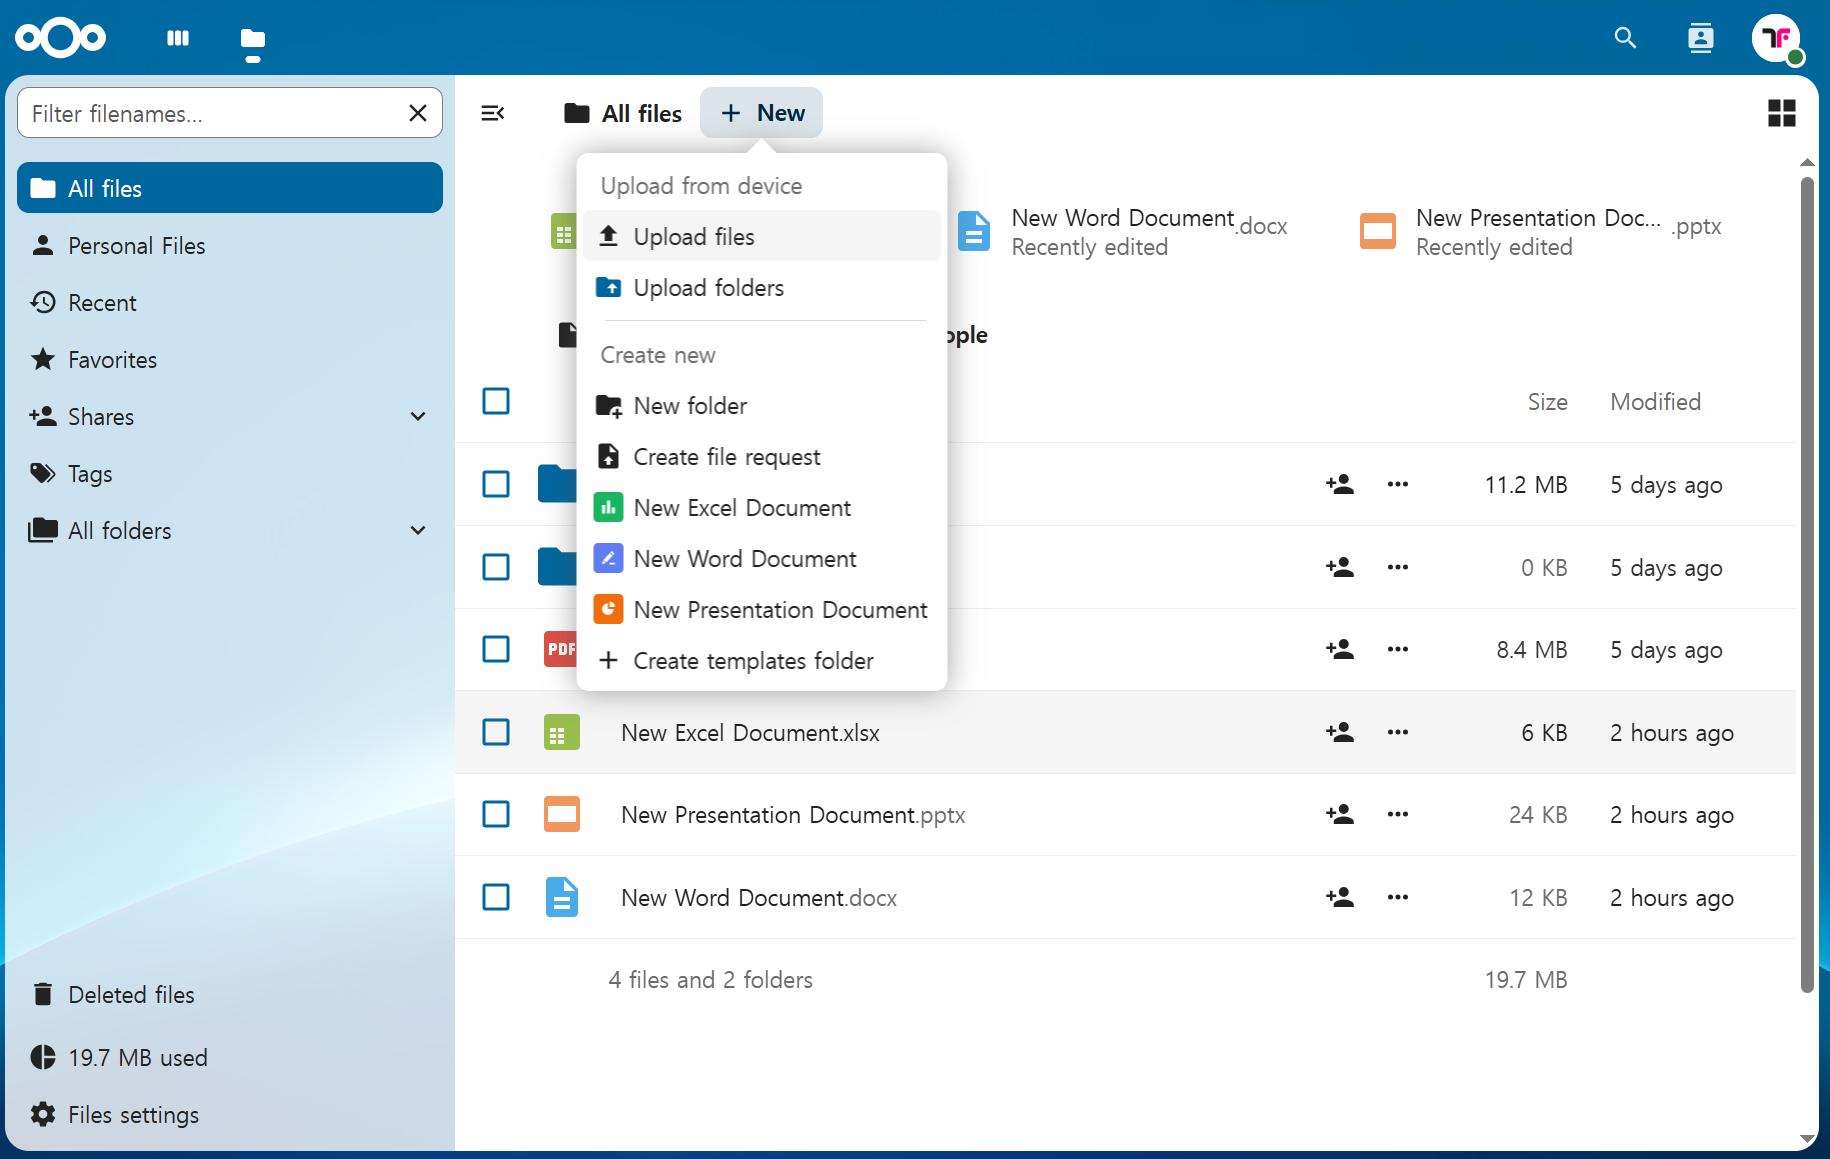 Filter filenames...
All files
Personal Files
Recent
Favorites
Shares
Tags
All folders
Deleted files
19.7 MB used
Files settings
All files
New
Upload from device
Upload files
Upload folders
Create new
New folder
Create file request
New Excel Document
New Word Document
New Presentation Document
Create templates folder
New Word Document.docx
Recently edited
New Presentation Doc... .pptx
Recently edited
Size Modified
11.2 MB 5 days ago
0 KB 5 days ago
PDF 8.4 MB 5 days ago
New Excel Document.xlsx 6 KB 2 hours ago
New Presentation Document.pptx 24 KB 2 hours ago
New Word Document.docx 12 KB 2 hours ago
4 files and 2 folders 19.7 MB